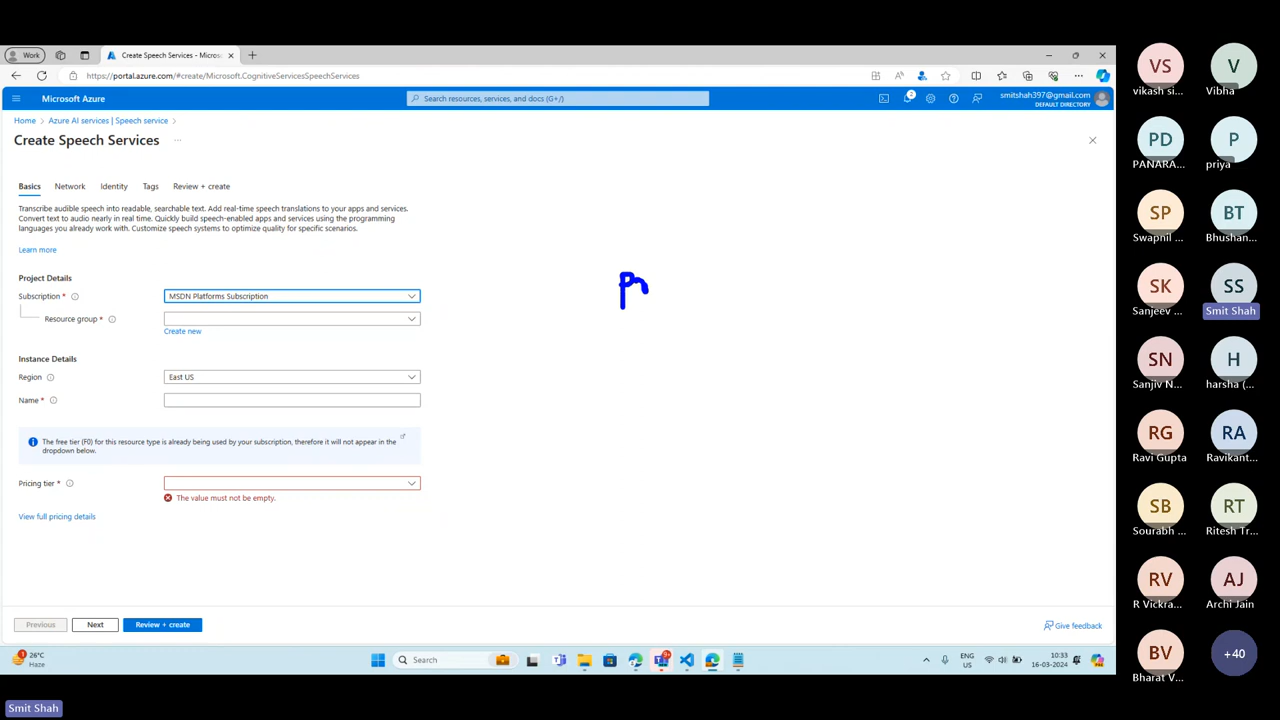 Work
Create Speech Services - Micros
https://portal.azure.com/#create/Microsoft.CognitiveServicesSpeechServices
Microsoft Azure
Search resources, services, and docs (G+/)
2
smitshah397@gmail.com
DEFAULT DIRECTORY
Home > Azure AI services | Speech service >
Create Speech Services ...
Basics Network Identity Tags Review + create
Transcribe audible speech into readable, searchable text. Add real-time speech translations to your apps and services.
Convert text to audio nearly in real time. Quickly build speech-enabled apps and services using the programming
languages you already work with. Customize speech systems to optimize quality for specific scenarios.
Learn more
Project Details
Subscription * MSDN Platforms Subscription
Resource group *
Create new
Instance Details
Region East US
Name *
The free tier (F0) for this resource type is already being used by your subscription, therefore it will not appear in the
dropdown below.
Pricing tier *
The value must not be empty.
View full pricing details
Previous Next Review + create
Give feedback
1 26°C
Haze
Search
9+
ENG
US
10:33
16-03-2024
Smit Shah
VS V
vikash si... Vibha
PD P
PANARA... priya
SP BT
Swapnil ... Bhushan...
SK SS
Sanjeev ... Smit Shah
SN H
Sanjiv N... harsha (...
RG RA
Ravi Gupta Ravikant...
SB RT
Sourabh ... Ritesh Tr...
RV AJ
R Vickra... Archi Jain
BV +40
Bharat V...